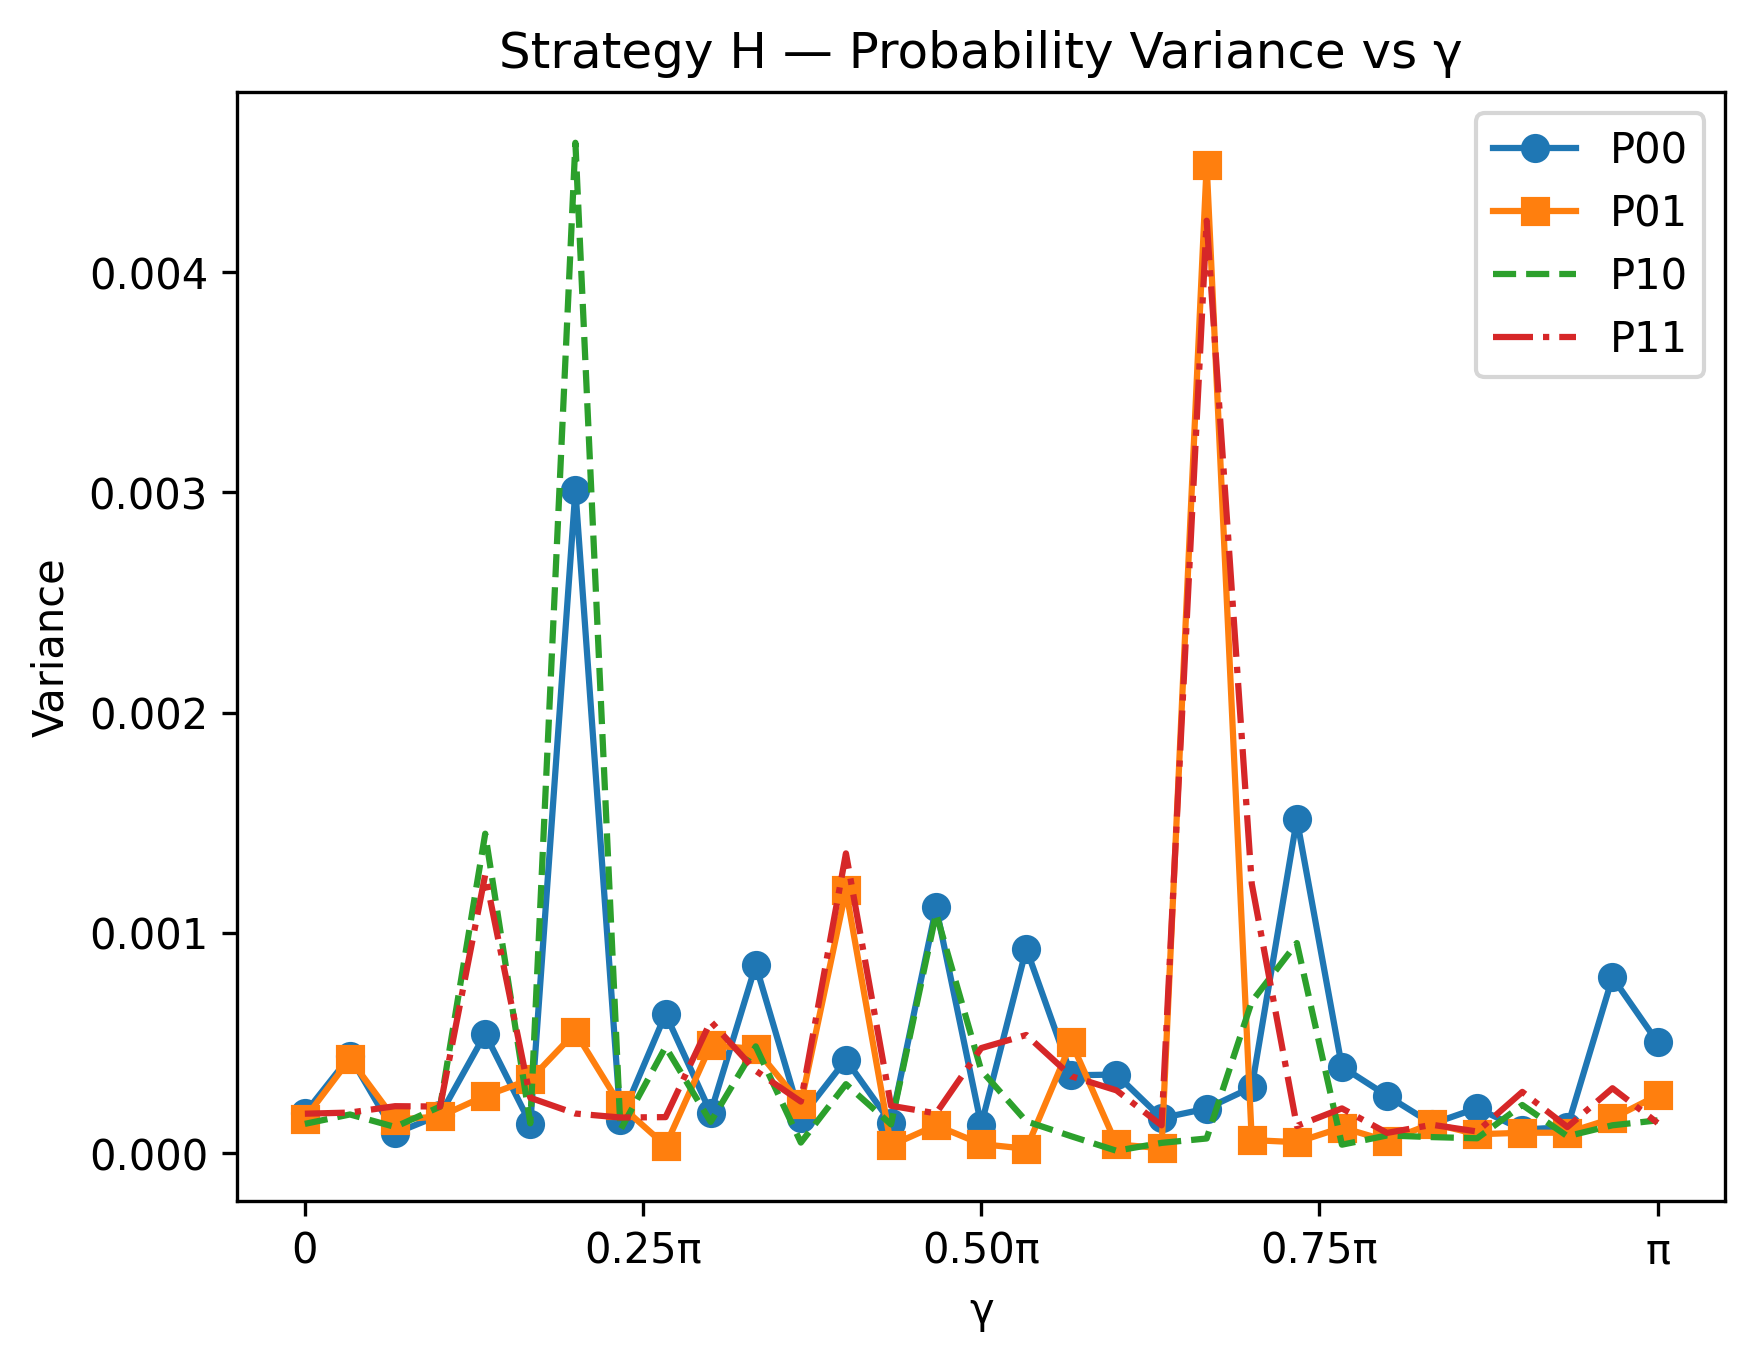 Strategy H — Probability Variance vs γ
P00
P01
P10
P11
0.004
0.003
0.002
0.001
0.000
Variance
0
0.25π
0.50π
0.75π
π
γ